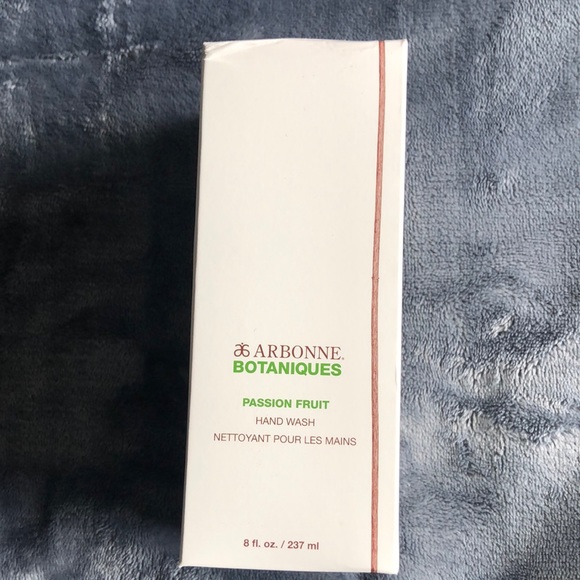 ARBONNE®
BOTANIQUES
PASSION FRUIT
HAND WASH
NETTOYANT POUR LES MAINS
8 fl. oz. / 237 ml